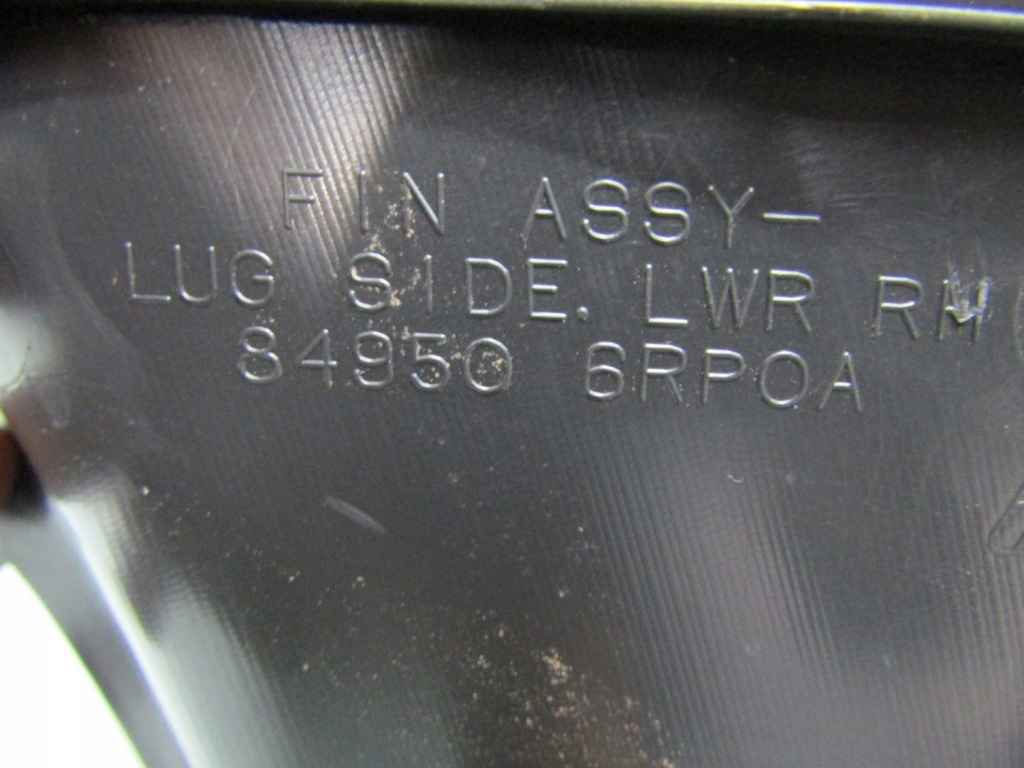 FIN ASSY–
LUG SIDE. LWR RH
84950 6RP0A